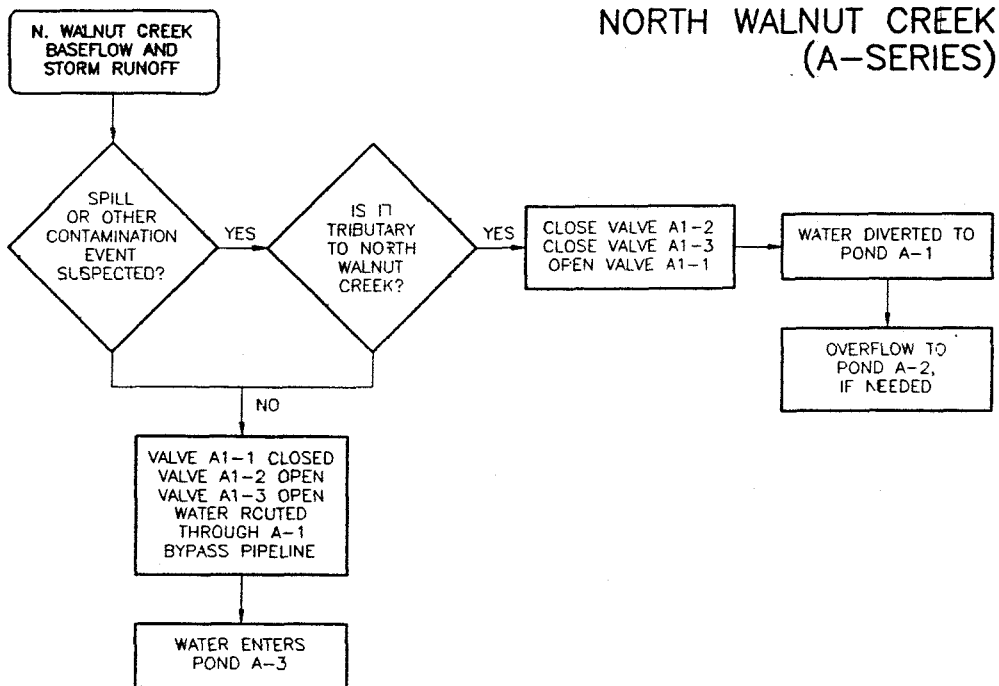 NORTH WALNUT CREEK
(A-SERIES)
N. WALNUT CREEK
BASEFLOW AND
STORM RUNOFF
SPILL
OR OTHER
CONTAMINATION
EVENT
SUSPECTED?
YES
IS IT
TRIBUTARY
TO NORTH
WALNUT
CREEK?
YES
CLOSE VALVE A1-2
CLOSE VALVE A1-3
OPEN VALVE A1-1
WATER DIVERTED TO
POND A-1
OVERFLOW TO
POND A-2,
IF NEEDED
NO
VALVE A1-1 CLOSED
VALVE A1-2 OPEN
VALVE A1-3 OPEN
WATER ROUTED
THROUGH A-1
BYPASS PIPELINE
WATER ENTERS
POND A-3